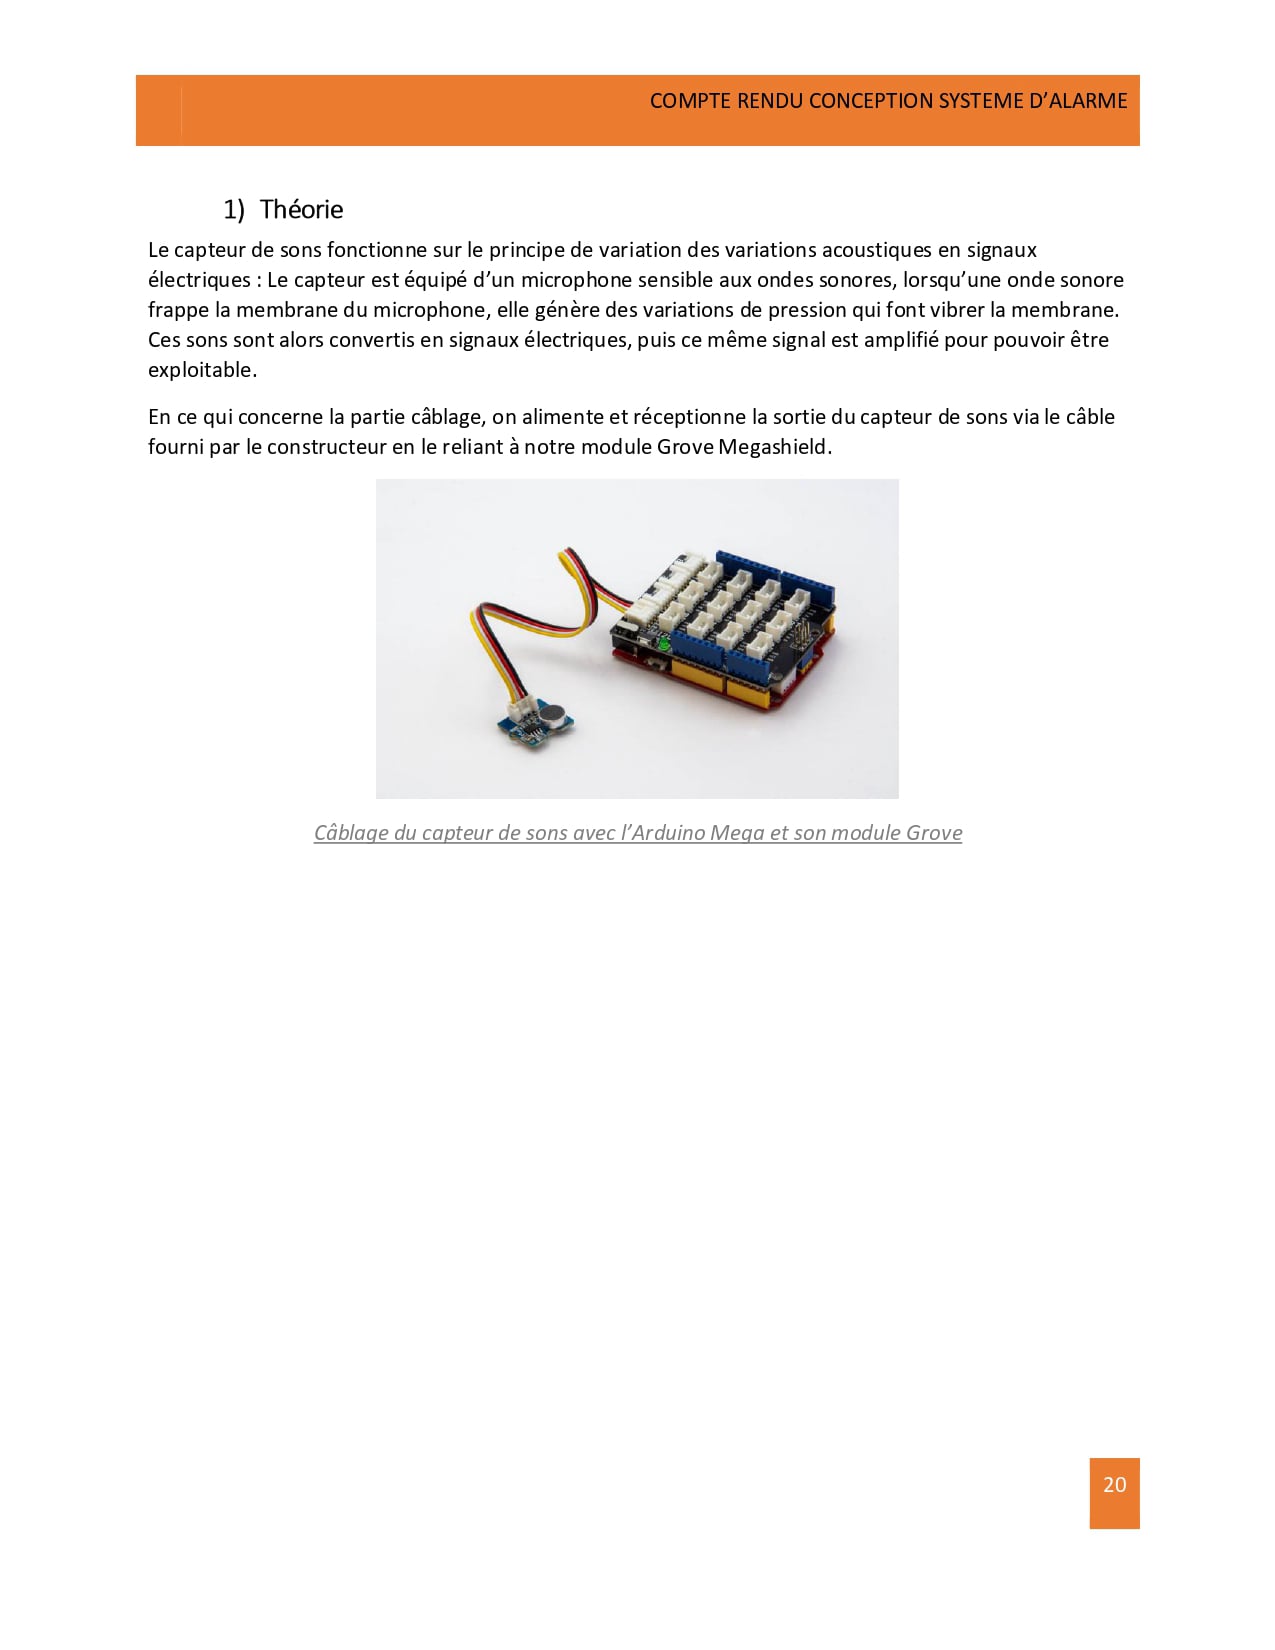 COMPTE RENDU CONCEPTION SYSTEME D’ALARME
1) Théorie
Le capteur de sons fonctionne sur le principe de variation des variations acoustiques en signaux
électriques : Le capteur est équipé d’un microphone sensible aux ondes sonores, lorsqu’une onde sonore
frappe la membrane du microphone, elle génère des variations de pression qui font vibrer la membrane.
Ces sons sont alors convertis en signaux électriques, puis ce même signal est amplifié pour pouvoir être
exploitable.
En ce qui concerne la partie câblage, on alimente et réceptionne la sortie du capteur de sons via le câble
fourni par le constructeur en le reliant à notre module Grove Megashield.
Câblage du capteur de sons avec l’Arduino Mega et son module Grove
20